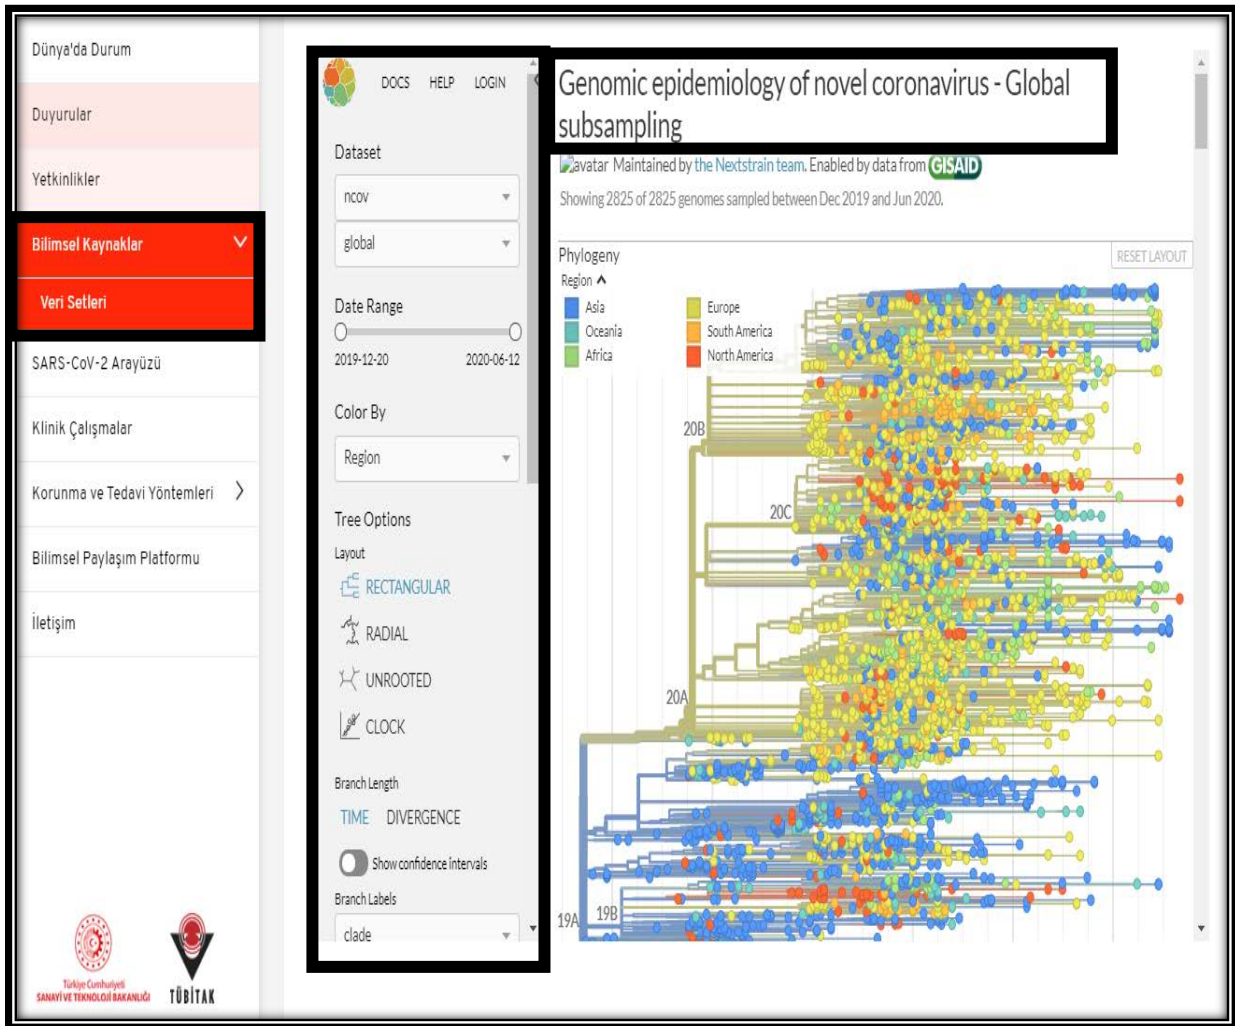 Dünya'da Durum
Duyurular
Yetkinlikler
Bilimsel Kaynaklar
Veri Setleri
SARS-CoV-2 Arayüzü
Klinik Çalışmalar
Korunma ve Tedavi Yöntemleri
Bilimsel Paylaşım Platformu
İletişim
Türkiye Cumhuriyeti
SANAYİ VE TEKNOLOJİ BAKANLIĞI
TÜBİTAK
DOCS HELP LOGIN
Dataset
ncov
global
Date Range
2019-12-20 2020-06-12
Color By
Region
Tree Options
Layout
RECTANGULAR
RADIAL
UNROOTED
CLOCK
Branch Length
TIME DIVERGENCE
Show confidence intervals
Branch Labels
clade
Genomic epidemiology of novel coronavirus - Global
subsampling
avatar Maintained by the Nextstrain team. Enabled by data from GISAID
Showing 2825 of 2825 genomes sampled between Dec 2019 and Jun 2020.
Phylogeny
RESET LAYOUT
Region
Asia Europe
Oceania South America
Africa North America
20B
20C
20A
19A 19B